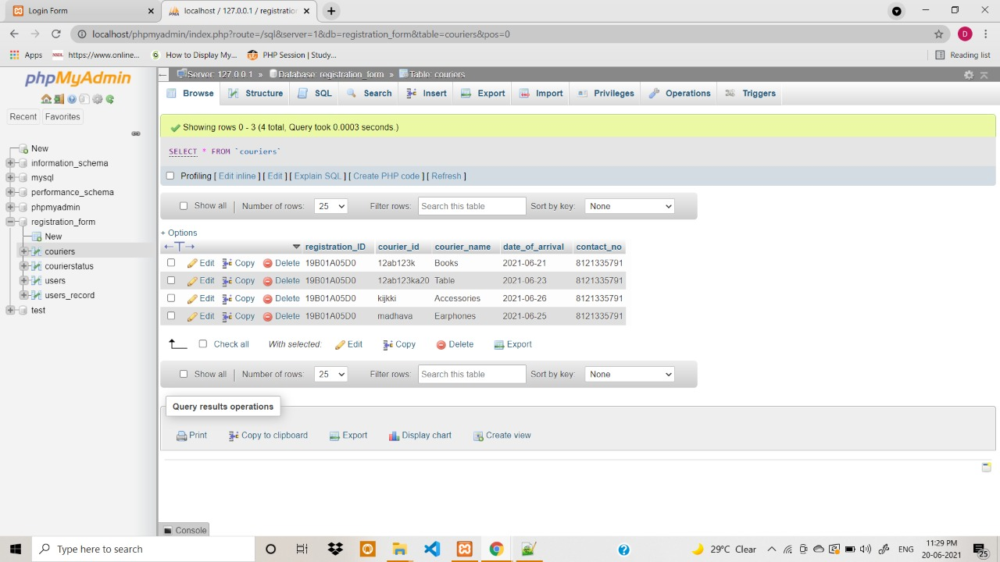 Login Form
localhost / 127.0.0.1 / registration
localhost/phpmyadmin/index.php?route=/sql&server=1&db=registration_form&table=couriers&pos=0
D
Apps https://www.online... How to Display My... PHP Session | Study... Reading list
phpMyAdmin
Server: 127.0.0.1 » Database: registration_form » Table: couriers
Browse Structure SQL Search Insert Export Import Privileges Operations Triggers
Recent Favorites
New
information_schema
mysql
performance_schema
phpmyadmin
registration_form
New
couriers
courierstatus
users
users_record
test
Showing rows 0 - 3 (4 total, Query took 0.0003 seconds.)
SELECT * FROM `couriers`
Profiling [ Edit inline ] [ Edit ] [ Explain SQL ] [ Create PHP code ] [ Refresh ]
Show all Number of rows: 25 Filter rows: Search this table Sort by key: None
+ Options
registration_ID courier_id courier_name date_of_arrival contact_no
Edit Copy Delete 19B01A05D0 12ab123k Books 2021-06-21 8121335791
Edit Copy Delete 19B01A05D0 12ab123ka20 Table 2021-06-23 8121335791
Edit Copy Delete 19B01A05D0 kijkki Accessories 2021-06-26 8121335791
Edit Copy Delete 19B01A05D0 madhava Earphones 2021-06-25 8121335791
Check all With selected: Edit Copy Delete Export
Show all Number of rows: 25 Filter rows: Search this table Sort by key: None
Query results operations
Print Copy to clipboard Export Display chart Create view
Console
Type here to search
29°C Clear ENG 11:29 PM
20-06-2021
25